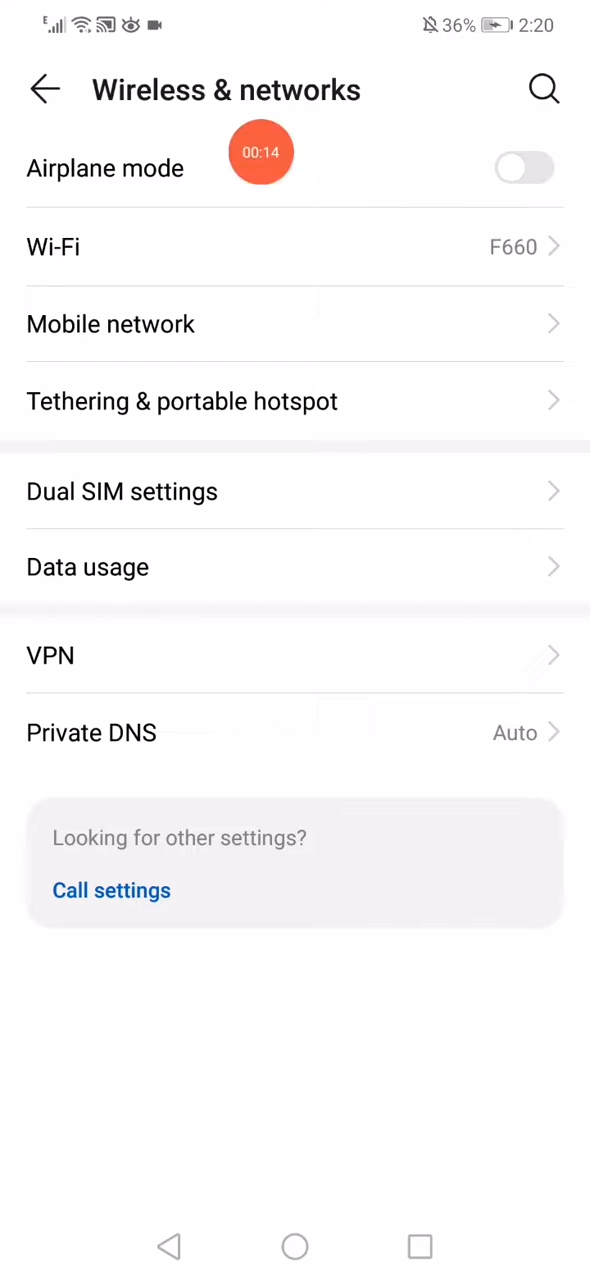 E 36% 2:20
Wireless & networks
00:14
Airplane mode
Wi-Fi F660
Mobile network
Tethering & portable hotspot
Dual SIM settings
Data usage
VPN
Private DNS Auto
Looking for other settings?
Call settings